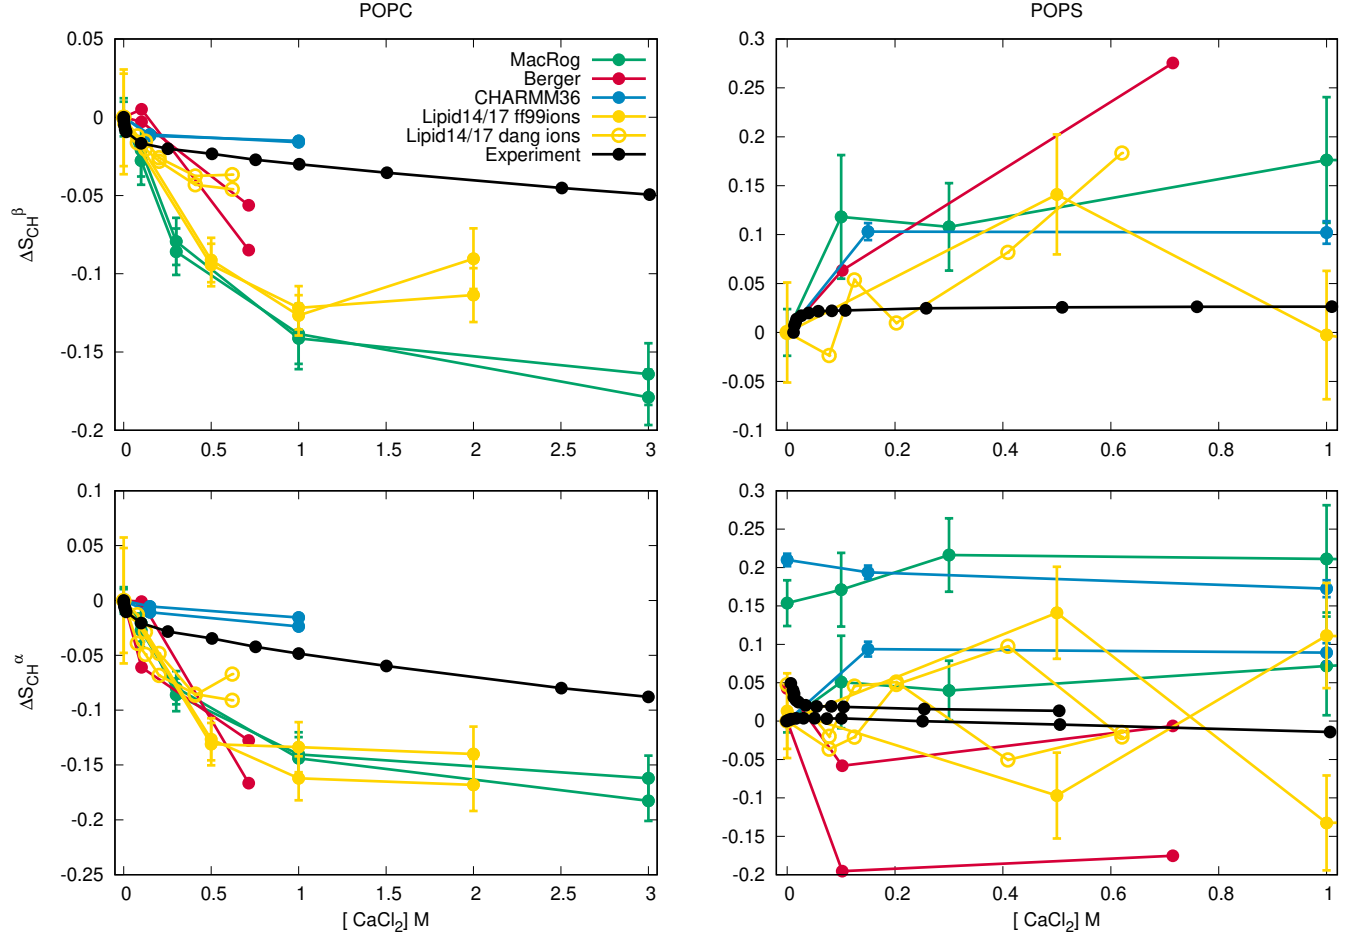 POPC
POPS
0.05
0
-0.05
-0.1
-0.15
-0.2
ΔS_CH^β
MacRog
Berger
CHARMM36
Lipid14/17 ff99ions
Lipid14/17 dang ions
Experiment
0 0.5 1 1.5 2 2.5 3
0.3
0.25
0.2
0.15
0.1
0.05
0
-0.05
-0.1
0 0.2 0.4 0.6 0.8 1
0.1
0.05
0
-0.05
-0.1
-0.15
-0.2
-0.25
ΔS_CH^α
0 0.5 1 1.5 2 2.5 3
[ CaCl₂] M
0.3
0.25
0.2
0.15
0.1
0.05
0
-0.05
-0.1
-0.15
-0.2
0 0.2 0.4 0.6 0.8 1
[ CaCl₂] M